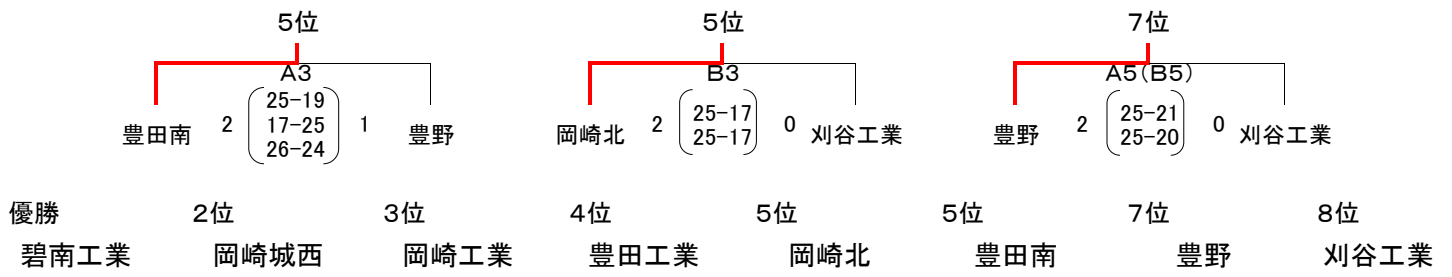 5位 5位 7位
A3 B3 A5(B5)
25-19
17-25
26-24
豊田南 2 1 豊野
25-17
25-17
岡崎北 2 0 刈谷工業
25-21
25-20
豊野 2 0 刈谷工業
優勝 2位 3位 4位 5位 5位 7位 8位
碧南工業 岡崎城西 岡崎工業 豊田工業 岡崎北 豊田南 豊野 刈谷工業